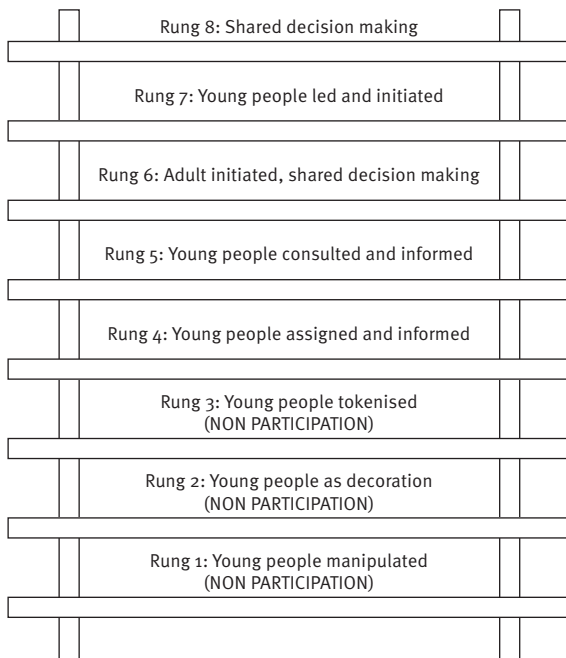 Rung 8: Shared decision making
Rung 7: Young people led and initiated
Rung 6: Adult initiated, shared decision making
Rung 5: Young people consulted and informed
Rung 4: Young people assigned and informed
Rung 3: Young people tokenised
(NON PARTICIPATION)
Rung 2: Young people as decoration
(NON PARTICIPATION)
Rung 1: Young people manipulated
(NON PARTICIPATION)